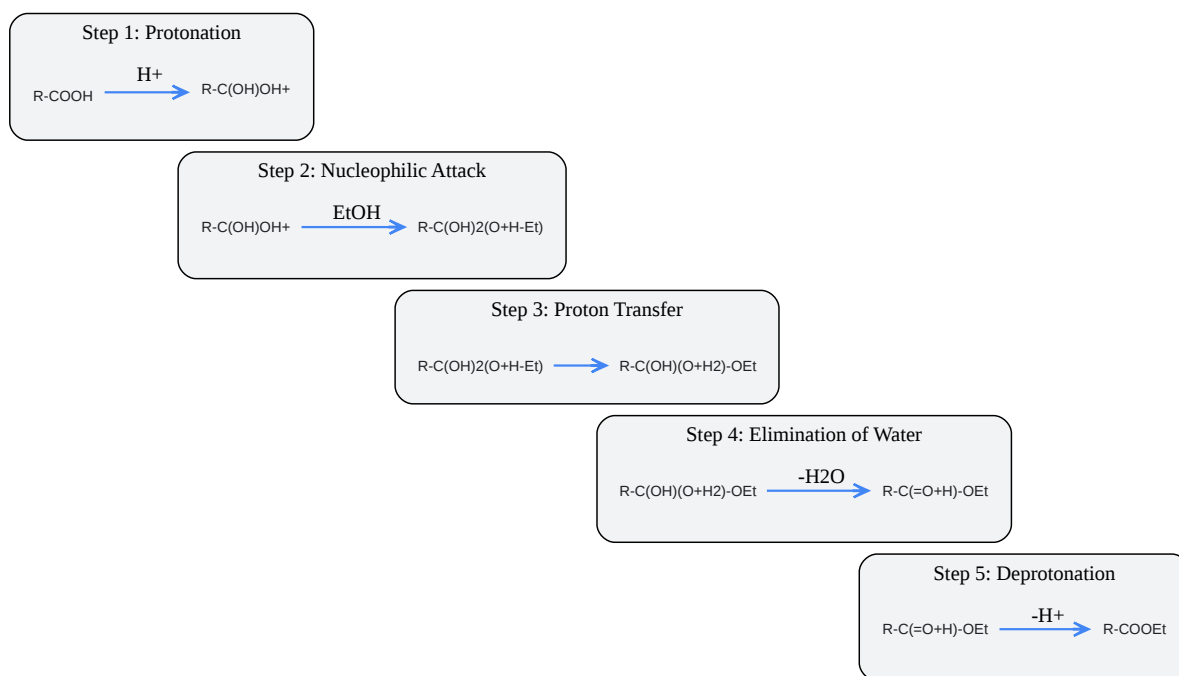 Step 1: Protonation
H+
R-COOH
R-C(OH)OH+
Step 2: Nucleophilic Attack
EtOH
R-C(OH)OH+
R-C(OH)2(O+H-Et)
Step 3: Proton Transfer
R-C(OH)2(O+H-Et)
R-C(OH)(O+H2)-OEt
Step 4: Elimination of Water
-H2O
R-C(OH)(O+H2)-OEt
R-C(=O+H)-OEt
Step 5: Deprotonation
-H+
R-C(=O+H)-OEt
R-COOEt